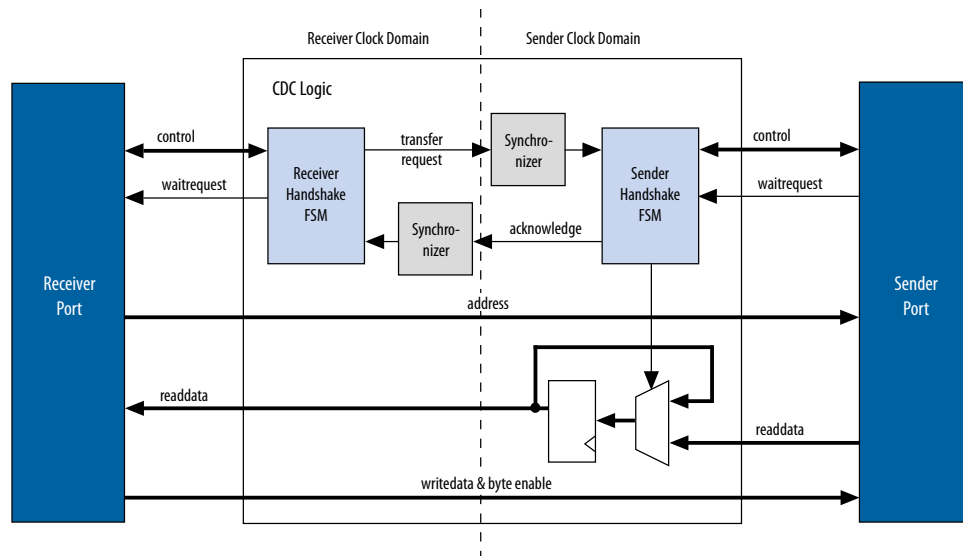 Receiver Clock Domain
Sender Clock Domain
CDC Logic
control
transfer
request
Synchro-
nizer
control
Receiver
Handshake
FSM
Sender
Handshake
FSM
waitrequest
waitrequest
Synchro-
nizer
acknowledge
Receiver
Port
Sender
Port
address
readdata
readdata
writedata & byte enable